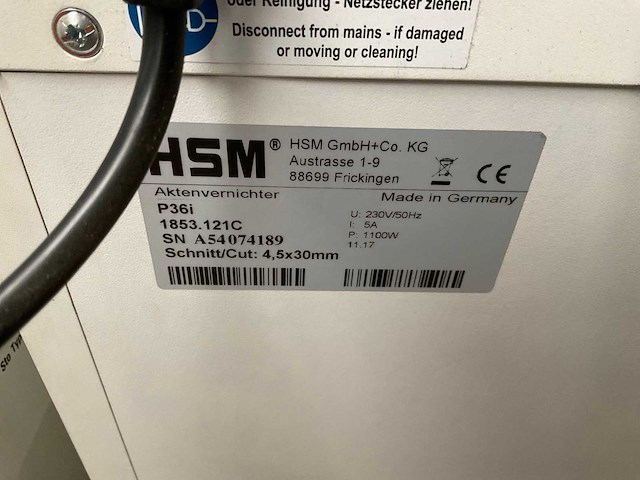 oder Reinigung - Netzstecker ziehen!
Disconnect from mains - if damaged
or moving or cleaning!
HSM®
HSM GmbH+Co. KG
Austrasse 1-9
88699 Frickingen
CE
Aktenvernichter
Made in Germany
P36i
1853.121C
SN A54074189
Schnitt/Cut: 4,5x30mm
U: 230V/50Hz
I: 5A
P: 1100W
11.17
Sto Typ